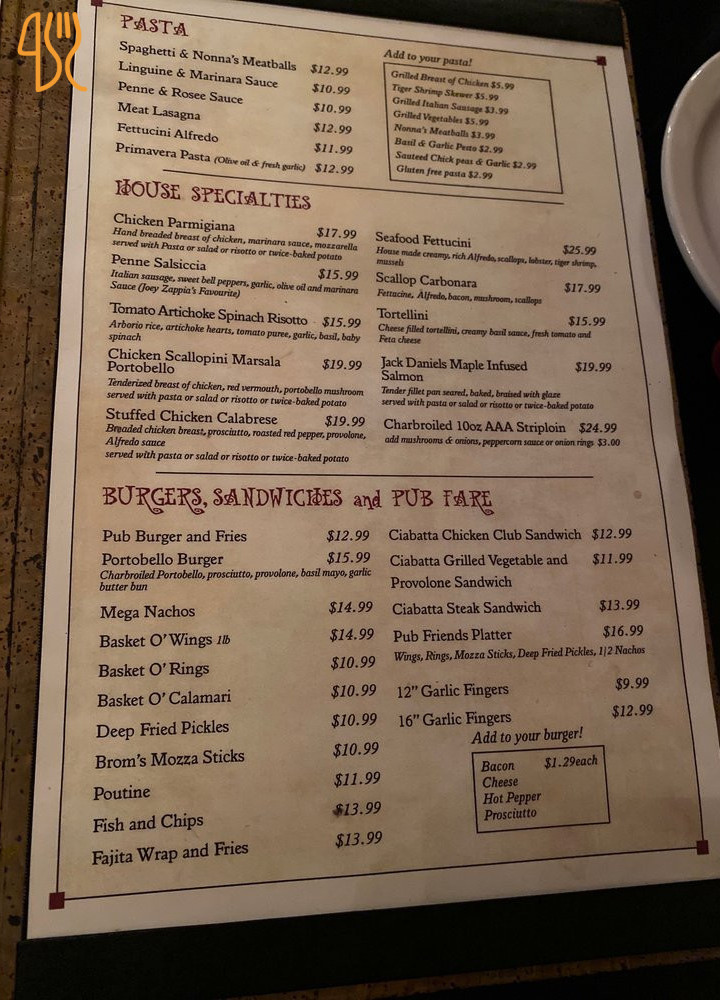 PASTA
Spaghetti & Nonna's Meatballs $12.99
Linguine & Marinara Sauce $10.99
Penne & Rosee Sauce $10.99
Meat Lasagna $12.99
Fettucini Alfredo $11.99
Primavera Pasta (Olive oil & fresh garlic) $12.99
Add to your pasta!
Grilled Breast of Chicken $5.99
Tiger Shrimp Skewer $5.99
Grilled Italian Sausage $3.99
Grilled Vegetables $5.99
Nonna's Meatballs $3.99
Basil & Garlic Pesto $2.99
Sauteed Chick peas & Garlic $2.99
Gluten free pasta $2.99
HOUSE SPECIALTIES
Chicken Parmigiana $17.99
Hand breaded breast of chicken, marinara sauce, mozzarella
served with Pasta or salad or risotto or twice-baked potato
Penne Salsiccia $15.99
Italian sausage, sweet bell peppers, garlic, olive oil and marinara
Sauce (Joey Zappia's Favourite)
Tomato Artichoke Spinach Risotto $15.99
Arborio rice, artichoke hearts, tomato puree, garlic, basil, baby
spinach
Chicken Scallopini Marsala $19.99
Portobello
Tenderized breast of chicken, red vermouth, portobello mushroom
served with pasta or salad or risotto or twice-baked potato
Stuffed Chicken Calabrese $19.99
Breaded chicken breast, prosciutto, roasted red pepper, provolone,
Alfredo sauce
served with pasta or salad or risotto or twice-baked potato
Seafood Fettucini $25.99
House made creamy, rich Alfredo, scallops, lobster, tiger shrimp,
mussels
Scallop Carbonara $17.99
Fettucine, Alfredo, bacon, mushroom, scallops
Tortellini $15.99
Cheese filled tortellini, creamy basil sauce, fresh tomato and
Feta cheese
Jack Daniels Maple Infused $19.99
Salmon
Tender fillet pan seared, baked, braised with glaze
served with pasta or salad or risotto or twice-baked potato
Charbroiled 10oz AAA Striploin $24.99
add mushrooms & onions, peppercorn sauce or onion rings $3.00
BURGERS, SANDWICHES and PUB FARE
Pub Burger and Fries $12.99
Portobello Burger $15.99
Charbroiled Portobello, prosciutto, provolone, basil mayo, garlic
butter bun
Mega Nachos $14.99
Basket O' Wings 1lb $14.99
Basket O' Rings $10.99
Basket O' Calamari $10.99
Deep Fried Pickles $10.99
Brom's Mozza Sticks $10.99
Poutine $11.99
Fish and Chips $13.99
Fajita Wrap and Fries $13.99
Ciabatta Chicken Club Sandwich $12.99
Ciabatta Grilled Vegetable and $11.99
Provolone Sandwich
Ciabatta Steak Sandwich $13.99
Pub Friends Platter $16.99
Wings, Rings, Mozza Sticks, Deep Fried Pickles, 1|2 Nachos
12" Garlic Fingers $9.99
16" Garlic Fingers $12.99
Add to your burger!
Bacon $1.29each
Cheese
Hot Pepper
Prosciutto